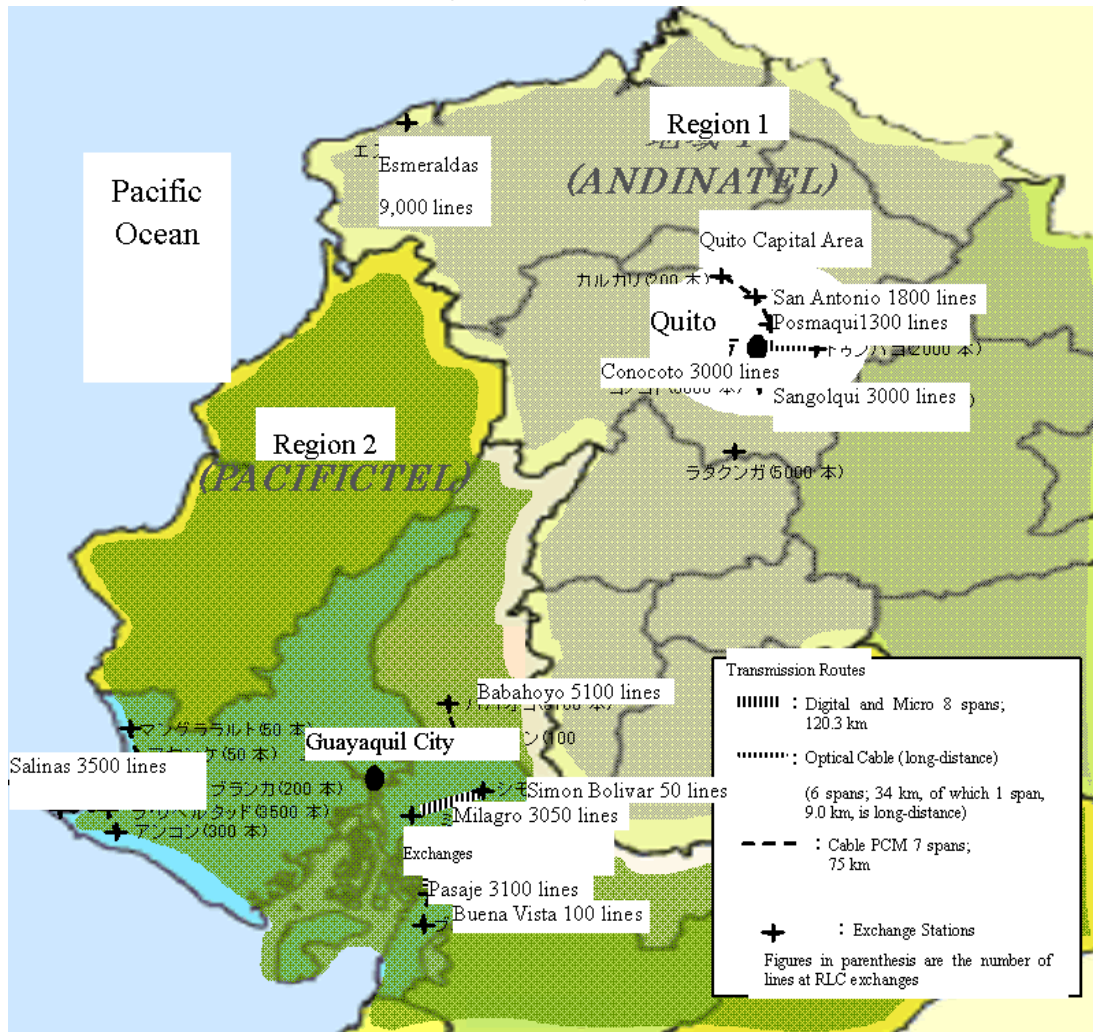 Region 1
(ANDINATEL)
Esmeraldas
9,000 lines
Pacific
Ocean
Quito Capital Area
カルカリ(200 本)
San Antonio 1800 lines
Posmaqui1300 lines
Quito
(2000 本)
Conocoto 3000 lines
Sangolqui 3000 lines
ラタクンガ(5000 本)
Region 2
(PACIFICTEL)
Babahoyo 5100 lines
マングラルト(50 本)
(50 本)
Guayaquil City
Salinas 3500 lines
ブランカ(200 本)
Simon Bolivar 50 lines
(3500 本)
Milagro 3050 lines
アンコン(300 本)
Exchanges
Pasaje 3100 lines
Buena Vista 100 lines
Transmission Routes
: Digital and Micro 8 spans;
120.3 km
: Optical Cable (long-distance)
(6 spans; 34 km, of which 1 span,
9.0 km, is long-distance)
: Cable PCM 7 spans;
75 km
: Exchange Stations
Figures in parenthesis are the number of
lines at RLC exchanges